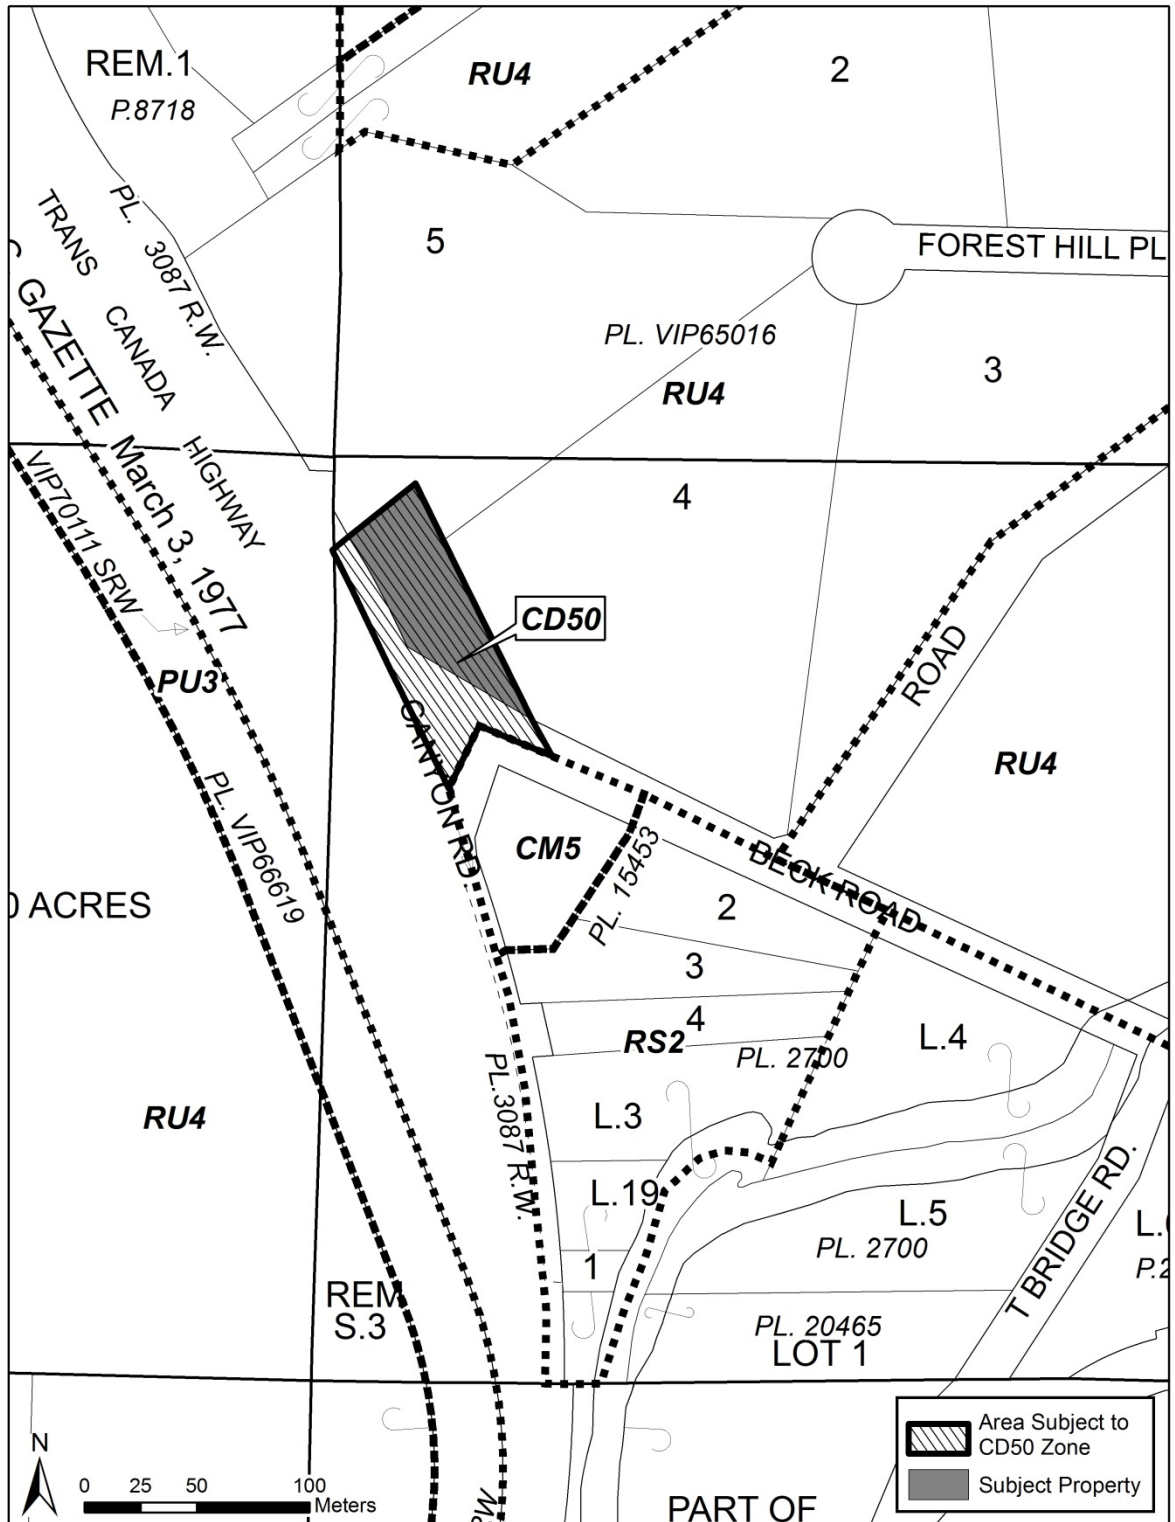 REM.1
P.8718
RU4
2
PL. 3087 R.W.
TRANS CANADA HIGHWAY
5
FOREST HILL PL
GAZETTE March 3, 1977
PL. VIP65016
RU4
3
VIP70111 SRW
4
CD50
ROAD
PU3
CANYON RD.
RU4
PL. VIP66619
CM5
PL. 15453
BECK ROAD
0 ACRES
2
3
4
RS2
PL. 2700
L.4
PL.3087 R.W.
RU4
L.3
L.19
L.5
PL. 2700
T BRIDGE RD.
1
REM
S.3
PL. 20465
LOT 1
N
0 25 50 100
Meters
PART OF
Area Subject to
CD50 Zone
Subject Property